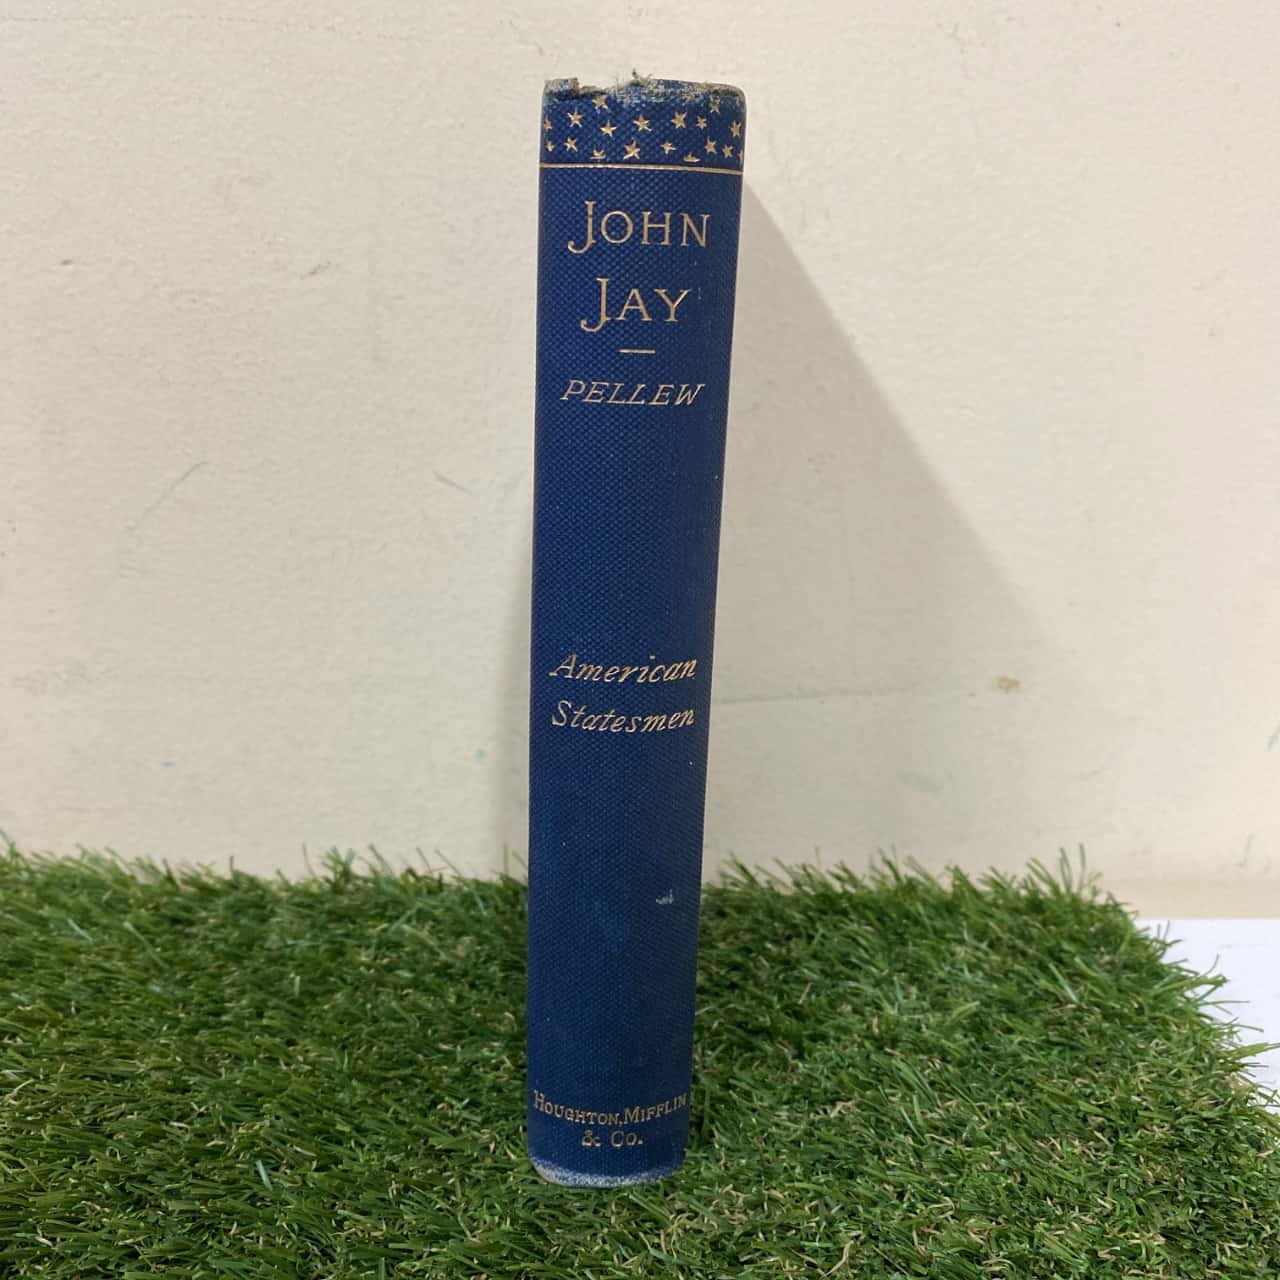 JOHN
JAY
PELLEW
American
Statesmen
HOUGHTON, MIFFLIN
& Co.